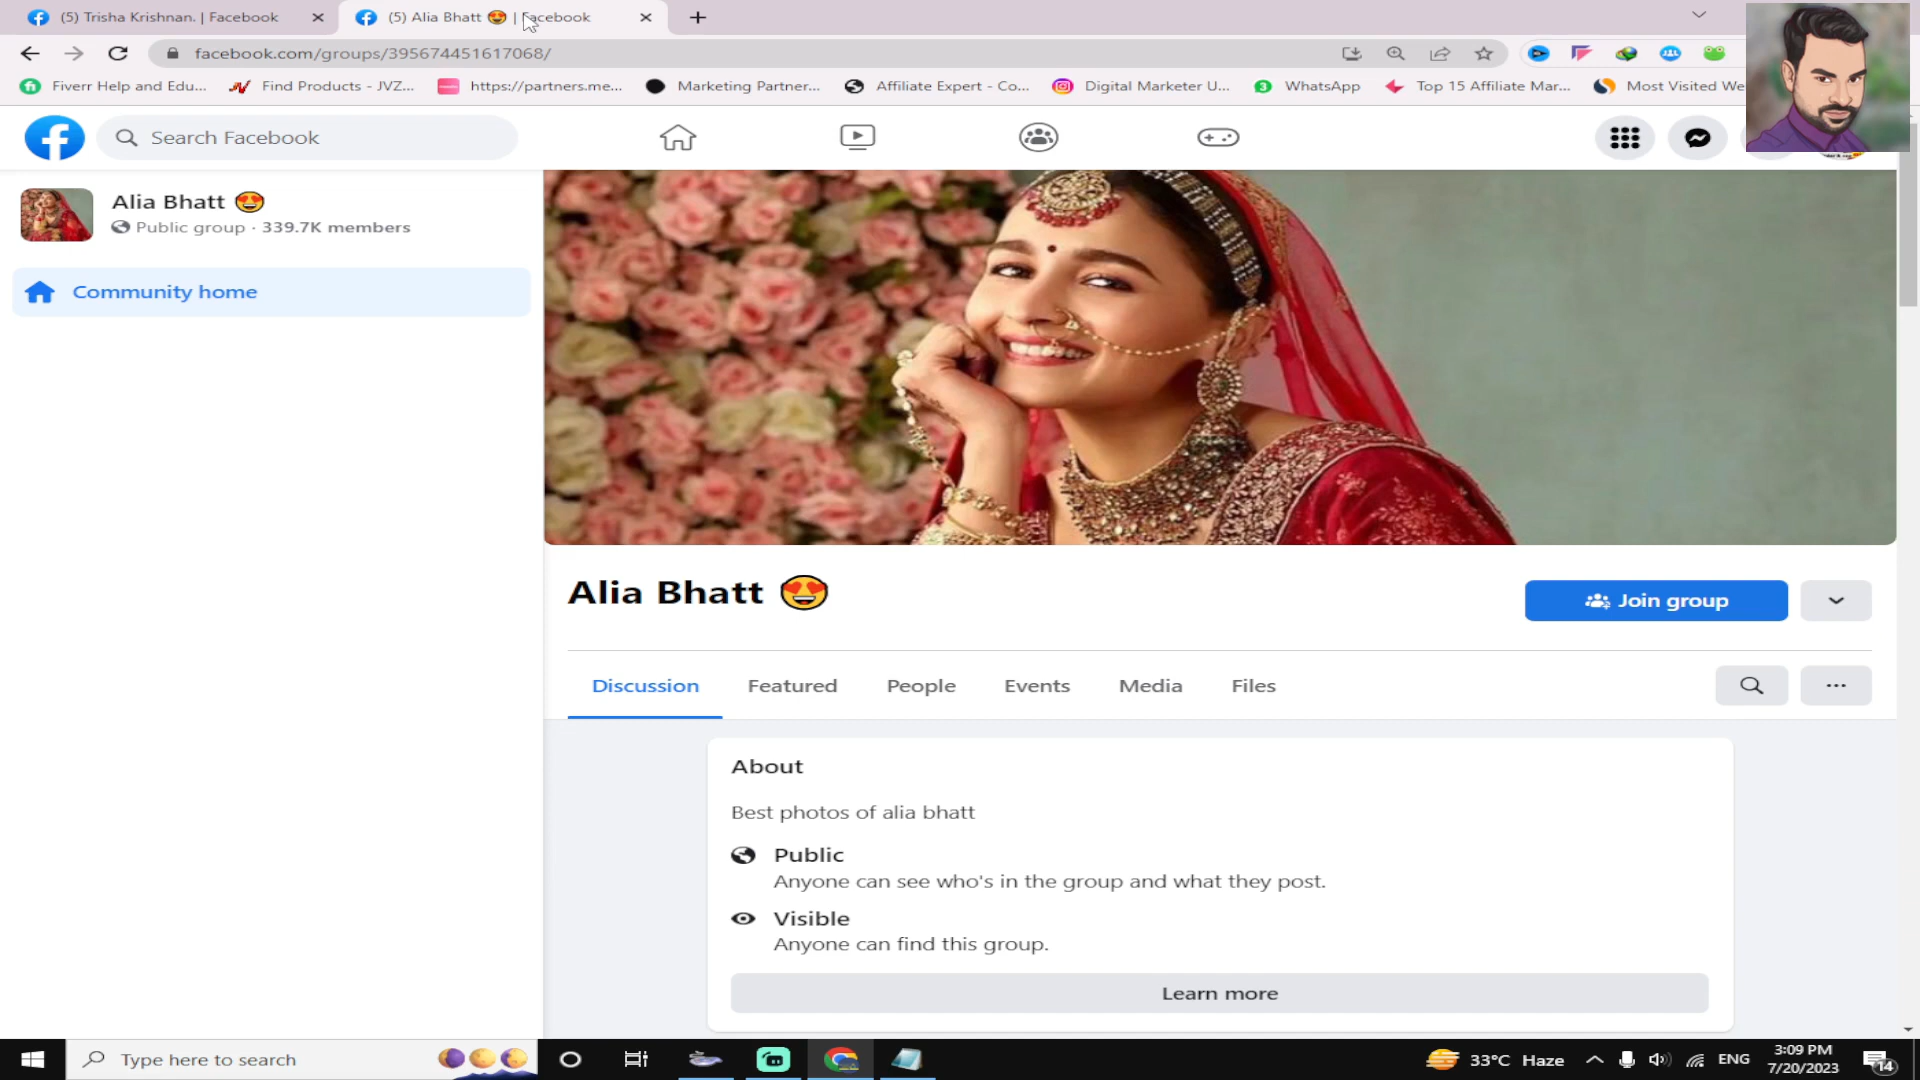 (5) Trisha Krishnan. | Facebook
(5) Alia Bhatt 😍 | Facebook
facebook.com/groups/395674451617068/
Fiverr Help and Edu...
Find Products - JVZ...
https://partners.me...
Marketing Partner...
Affiliate Expert - Co...
Digital Marketer U...
3
WhatsApp
Top 15 Affiliate Mar...
Most Visited We
Search Facebook
Alia Bhatt 😍
Public group · 339.7K members
Community home
Alia Bhatt 😍
Join group
Discussion
Featured
People
Events
Media
Files
About
Best photos of alia bhatt
Public
Anyone can see who's in the group and what they post.
Visible
Anyone can find this group.
Learn more
Type here to search
33°C Haze
ENG
3:09 PM
7/20/2023
14